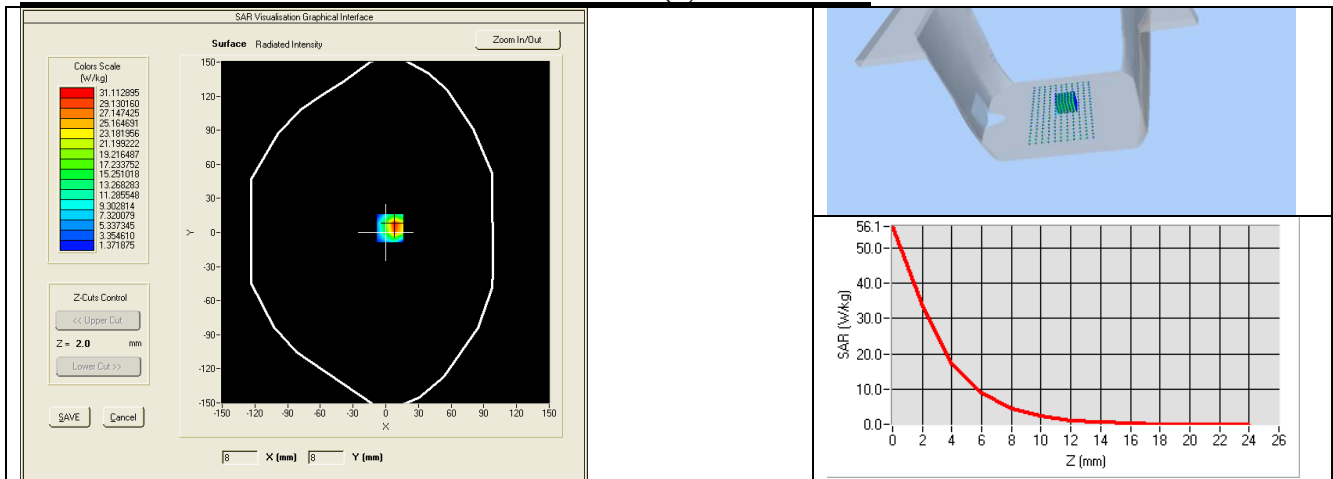 SAR Visualisation Graphical Interface
Surface Radiated Intensity
Zoom In/Out
Colors Scale
(W/kg)
31.112895
29.130160
27.147425
25.164691
23.181956
21.199222
19.216487
17.233752
15.251018
13.268283
11.285548
9.302814
7.320079
5.337345
3.354610
1.371875
Z-Cuts Control
<< Upper Cut
Z = 2.0 mm
Lower Cut >>
SAVE Cancel
150-
120-
90-
60-
30-
0-
-30-
-60-
-90-
-120-
-150-
Y
-150 -120 -90 -60 -30 0 30 60 90 120 150
X
8 X (mm) 8 Y (mm)
56.1-
50.0-
40.0-
30.0-
20.0-
10.0-
0.0-
SAR (W/kg)
0 2 4 6 8 10 12 14 16 18 20 22 24 26
Z (mm)